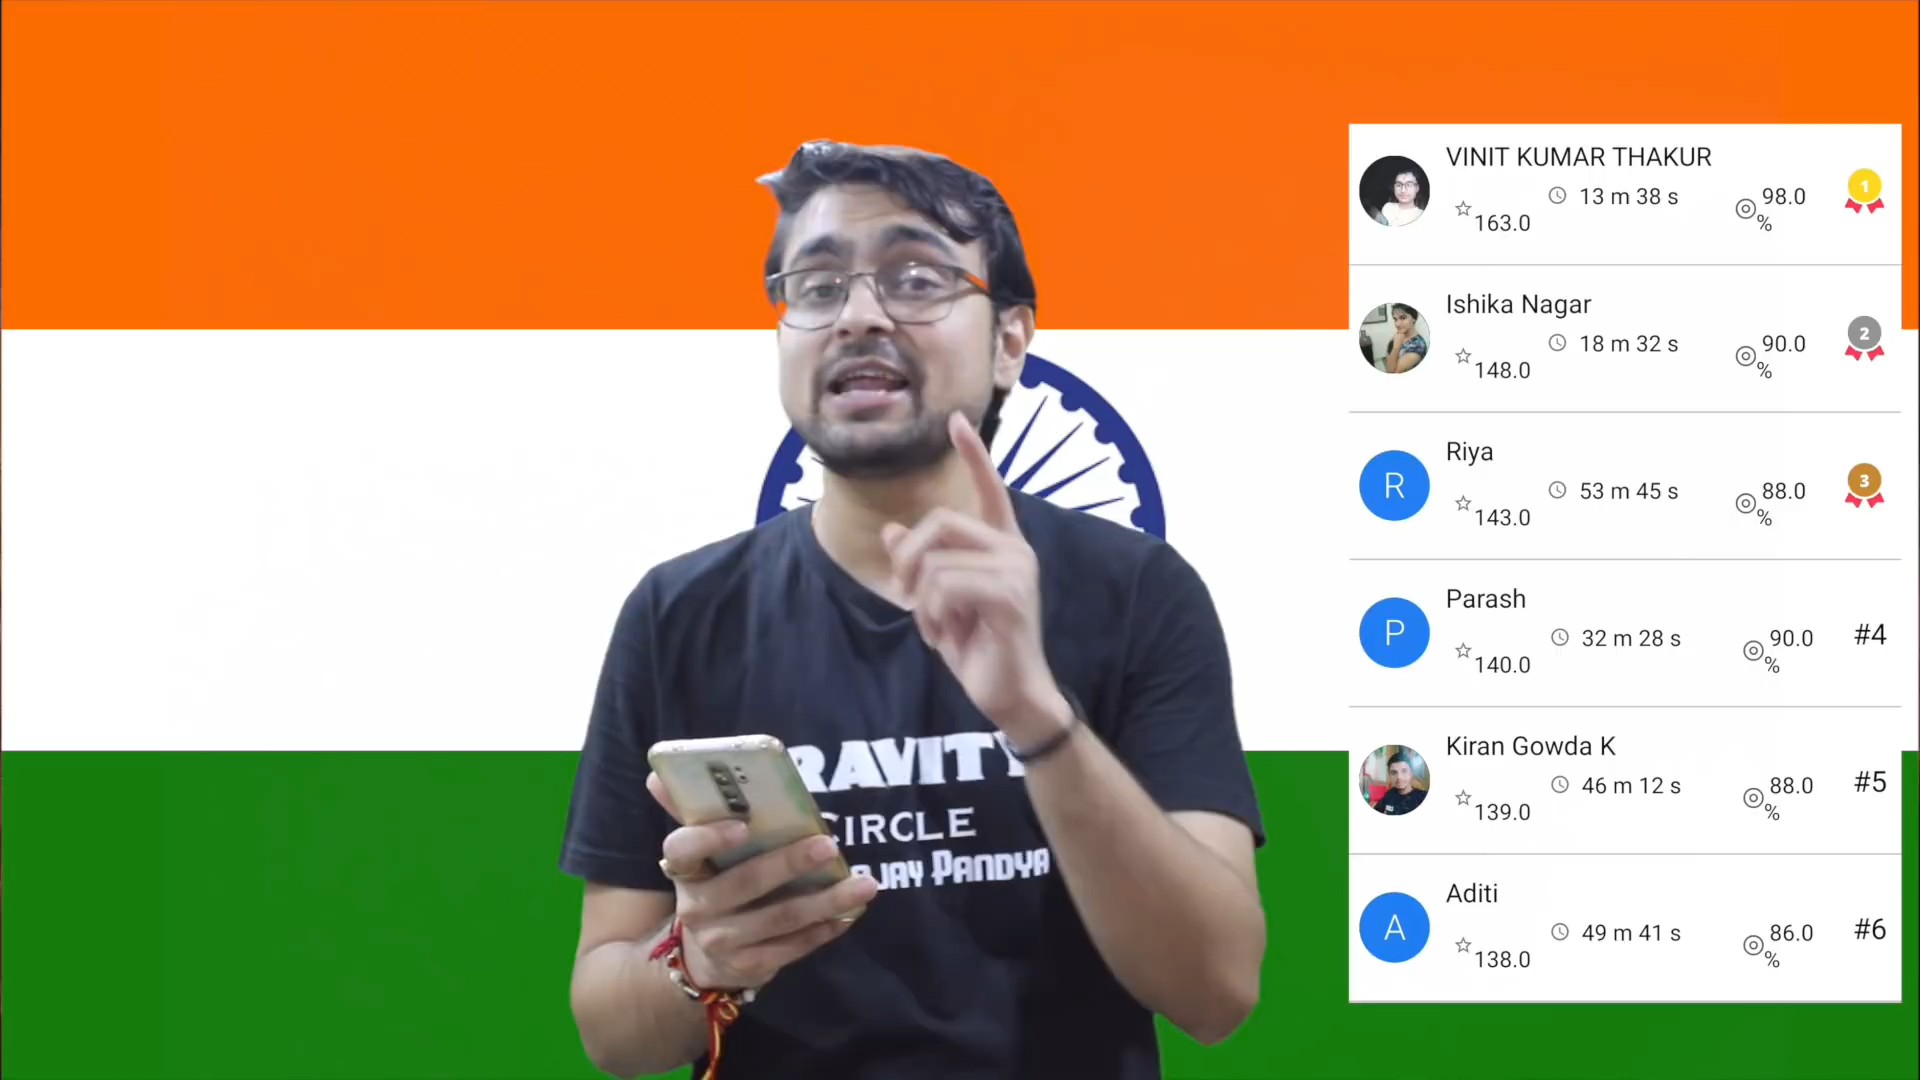 VINIT KUMAR THAKUR
163.0
13 m 38 s
98.0
%
1
Ishika Nagar
148.0
18 m 32 s
90.0
%
2
R
Riya
143.0
53 m 45 s
88.0
%
3
P
Parash
140.0
32 m 28 s
90.0
%
#4
Kiran Gowda K
139.0
46 m 12 s
88.0
%
#5
A
Aditi
138.0
49 m 41 s
86.0
%
#6
RAVITY
CIRCLE
JAY PANDYA